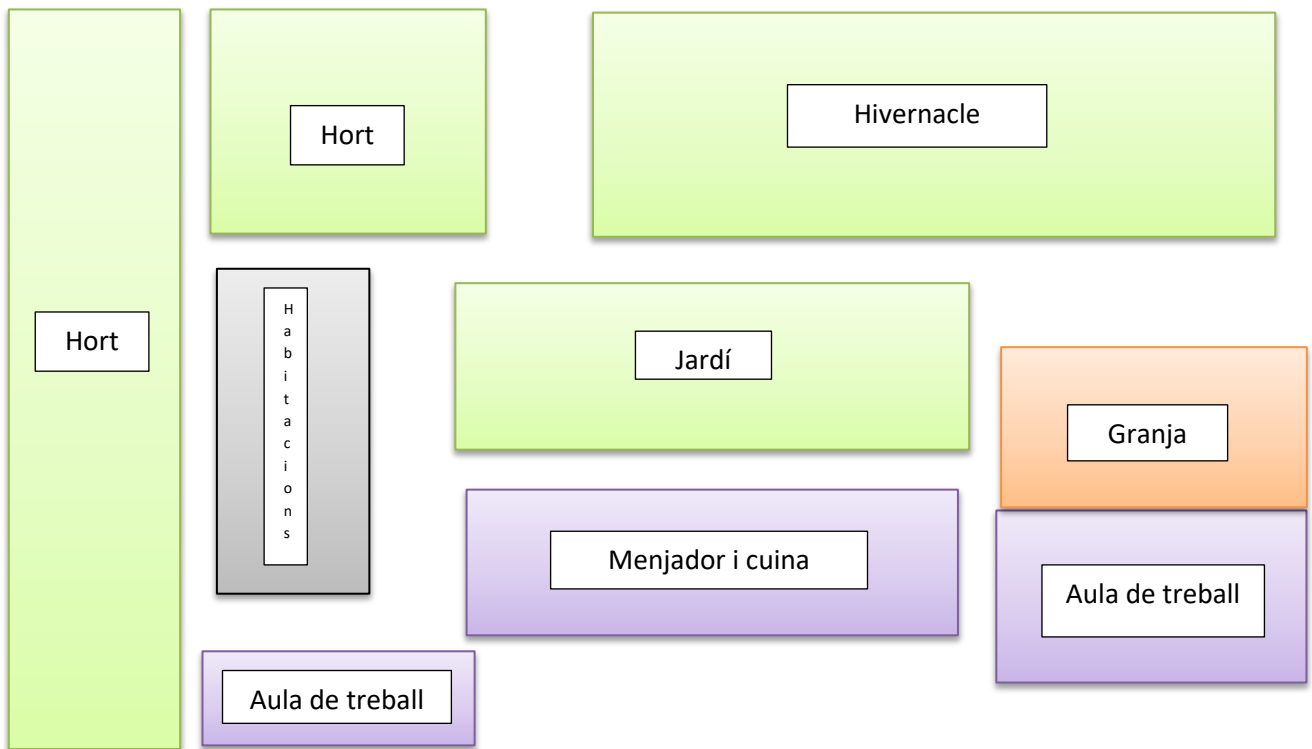 Hort
Hivernacle
Hort
Habitacions
Jardí
Granja
Menjador i cuina
Aula de treball
Aula de treball